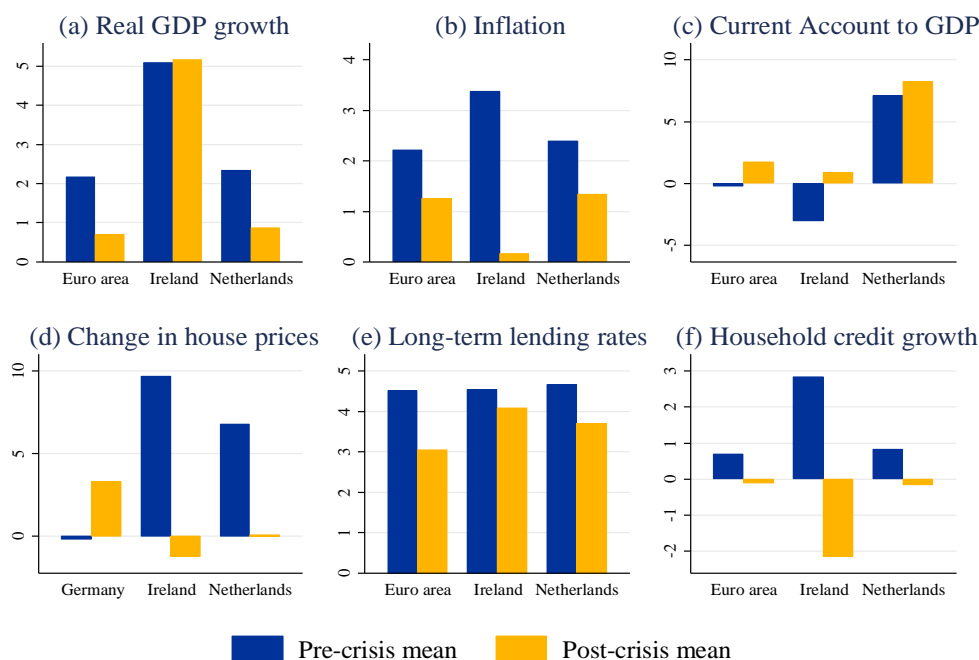 (a) Real GDP growth
(b) Inflation
(c) Current Account to GDP
5
4
3
2
1
0
Euro area Ireland Netherlands
4
3
2
1
0
Euro area Ireland Netherlands
10
5
0
-5
Euro area Ireland Netherlands
(d) Change in house prices
(e) Long-term lending rates
(f) Household credit growth
10
5
0
Germany Ireland Netherlands
5
4
3
2
1
0
Euro area Ireland Netherlands
3
2
1
0
-1
-2
Euro area Ireland Netherlands
Pre-crisis mean Post-crisis mean